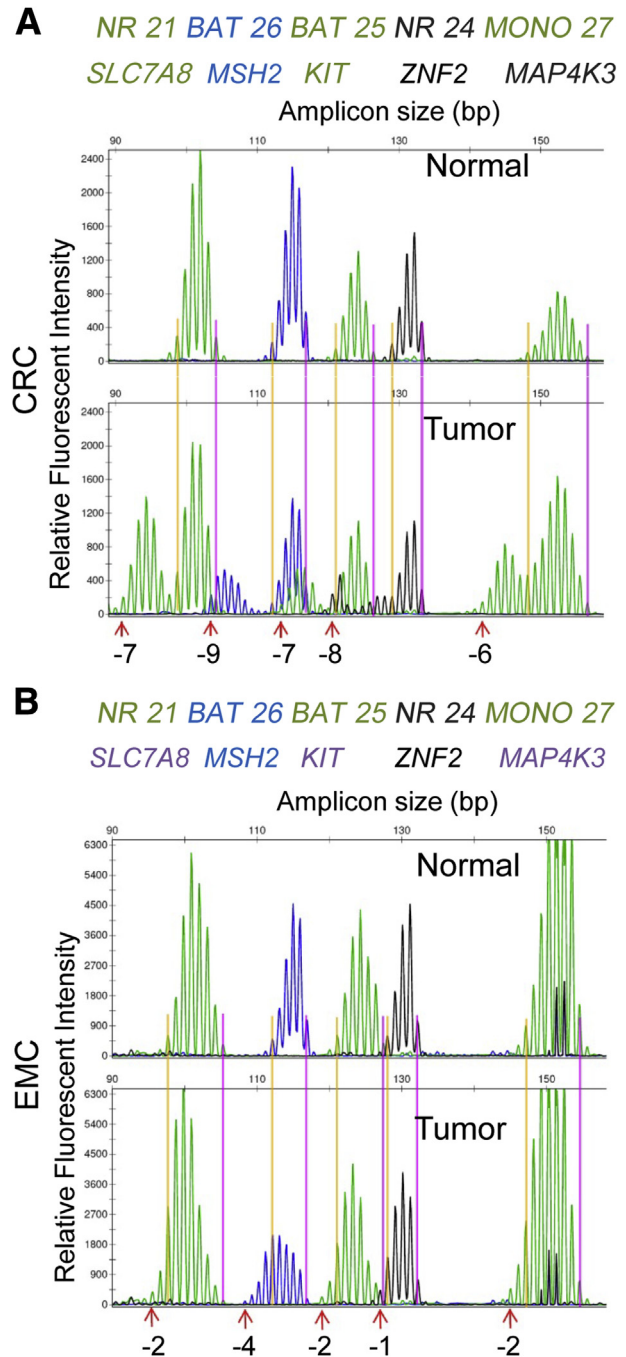 A
NR 21 BAT 26 BAT 25 NR 24 MONO 27
SLC7A8 MSH2 KIT ZNF2 MAP4K3
Amplicon size (bp)
90 110 130 150
Normal
2400
2000
1600
1200
800
400
0
CRC
Relative Fluorescent Intensity
90 110 130 150
Tumor
2400
2000
1600
1200
800
400
0
-7 -9 -7 -8 -6
B
NR 21 BAT 26 BAT 25 NR 24 MONO 27
SLC7A8 MSH2 KIT ZNF2 MAP4K3
Amplicon size (bp)
90 110 130 150
Normal
6300
5400
4500
3600
2700
1800
900
0
EMC
Relative Fluorescent Intensity
90 110 130 150
Tumor
6300
5400
4500
3600
2700
1800
900
0
-2 -4 -2 -1 -2